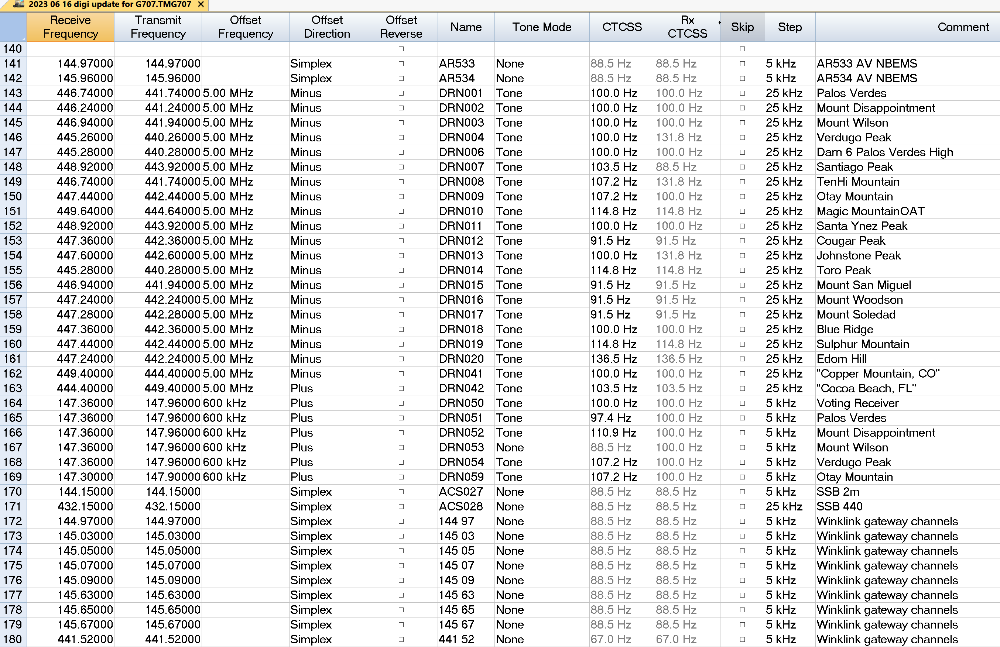 2023 06 16 digi update for G707.TMG707 ×
Receive Frequency Transmit Frequency Offset Frequency Offset Direction Offset Reverse Name Tone Mode CTCSS Rx CTCSS Skip Step Comment
140
141 144.97000 144.97000 Simplex AR533 None 88.5 Hz 88.5 Hz 5 kHz AR533 AV NBEMS
142 145.96000 145.96000 Simplex AR534 None 88.5 Hz 88.5 Hz 5 kHz AR534 AV NBEMS
143 446.74000 441.74000 5.00 MHz Minus DRN001 Tone 100.0 Hz 100.0 Hz 25 kHz Palos Verdes
144 446.24000 441.24000 5.00 MHz Minus DRN002 Tone 100.0 Hz 100.0 Hz 25 kHz Mount Disappointment
145 446.94000 441.94000 5.00 MHz Minus DRN003 Tone 100.0 Hz 100.0 Hz 25 kHz Mount Wilson
146 445.26000 440.26000 5.00 MHz Minus DRN004 Tone 100.0 Hz 131.8 Hz 25 kHz Verdugo Peak
147 445.28000 440.28000 5.00 MHz Minus DRN006 Tone 100.0 Hz 100.0 Hz 25 kHz Darn 6 Palos Verdes High
148 448.92000 443.92000 5.00 MHz Minus DRN007 Tone 103.5 Hz 88.5 Hz 25 kHz Santiago Peak
149 446.74000 441.74000 5.00 MHz Minus DRN008 Tone 107.2 Hz 131.8 Hz 25 kHz TenHi Mountain
150 447.44000 442.44000 5.00 MHz Minus DRN009 Tone 107.2 Hz 100.0 Hz 25 kHz Otay Mountain
151 449.64000 444.64000 5.00 MHz Minus DRN010 Tone 114.8 Hz 114.8 Hz 25 kHz Magic MountainOAT
152 448.92000 443.92000 5.00 MHz Minus DRN011 Tone 100.0 Hz 100.0 Hz 25 kHz Santa Ynez Peak
153 447.36000 442.36000 5.00 MHz Minus DRN012 Tone 91.5 Hz 91.5 Hz 25 kHz Cougar Peak
154 447.60000 442.60000 5.00 MHz Minus DRN013 Tone 100.0 Hz 131.8 Hz 25 kHz Johnstone Peak
155 445.28000 440.28000 5.00 MHz Minus DRN014 Tone 114.8 Hz 114.8 Hz 25 kHz Toro Peak
156 446.94000 441.94000 5.00 MHz Minus DRN015 Tone 91.5 Hz 91.5 Hz 25 kHz Mount San Miguel
157 447.24000 442.24000 5.00 MHz Minus DRN016 Tone 91.5 Hz 91.5 Hz 25 kHz Mount Woodson
158 447.28000 442.28000 5.00 MHz Minus DRN017 Tone 91.5 Hz 91.5 Hz 25 kHz Mount Soledad
159 447.36000 442.36000 5.00 MHz Minus DRN018 Tone 100.0 Hz 100.0 Hz 25 kHz Blue Ridge
160 447.44000 442.44000 5.00 MHz Minus DRN019 Tone 114.8 Hz 114.8 Hz 25 kHz Sulphur Mountain
161 447.24000 442.24000 5.00 MHz Minus DRN020 Tone 136.5 Hz 136.5 Hz 25 kHz Edom Hill
162 449.40000 444.40000 5.00 MHz Minus DRN041 Tone 100.0 Hz 100.0 Hz 25 kHz "Copper Mountain, CO"
163 444.40000 449.40000 5.00 MHz Plus DRN042 Tone 103.5 Hz 103.5 Hz 25 kHz "Cocoa Beach, FL"
164 147.36000 147.96000 600 kHz Plus DRN050 Tone 100.0 Hz 100.0 Hz 5 kHz Voting Receiver
165 147.36000 147.96000 600 kHz Plus DRN051 Tone 97.4 Hz 100.0 Hz 5 kHz Palos Verdes
166 147.36000 147.96000 600 kHz Plus DRN052 Tone 110.9 Hz 100.0 Hz 5 kHz Mount Disappointment
167 147.36000 147.96000 600 kHz Plus DRN053 None 88.5 Hz 100.0 Hz 5 kHz Mount Wilson
168 147.36000 147.96000 600 kHz Plus DRN054 Tone 107.2 Hz 100.0 Hz 5 kHz Verdugo Peak
169 147.30000 147.90000 600 kHz Plus DRN059 Tone 107.2 Hz 100.0 Hz 5 kHz Otay Mountain
170 144.15000 144.15000 Simplex ACS027 None 88.5 Hz 88.5 Hz 5 kHz SSB 2m
171 432.15000 432.15000 Simplex ACS028 None 88.5 Hz 88.5 Hz 25 kHz SSB 440
172 144.97000 144.97000 Simplex 144 97 None 88.5 Hz 88.5 Hz 5 kHz Winklink gateway channels
173 145.03000 145.03000 Simplex 145 03 None 88.5 Hz 88.5 Hz 5 kHz Winklink gateway channels
174 145.05000 145.05000 Simplex 145 05 None 88.5 Hz 88.5 Hz 5 kHz Winklink gateway channels
175 145.07000 145.07000 Simplex 145 07 None 88.5 Hz 88.5 Hz 5 kHz Winklink gateway channels
176 145.09000 145.09000 Simplex 145 09 None 88.5 Hz 88.5 Hz 5 kHz Winklink gateway channels
177 145.63000 145.63000 Simplex 145 63 None 88.5 Hz 88.5 Hz 5 kHz Winklink gateway channels
178 145.65000 145.65000 Simplex 145 65 None 88.5 Hz 88.5 Hz 5 kHz Winklink gateway channels
179 145.67000 145.67000 Simplex 145 67 None 88.5 Hz 88.5 Hz 5 kHz Winklink gateway channels
180 441.52000 441.52000 Simplex 441 52 None 67.0 Hz 67.0 Hz 5 kHz Winklink gateway channels